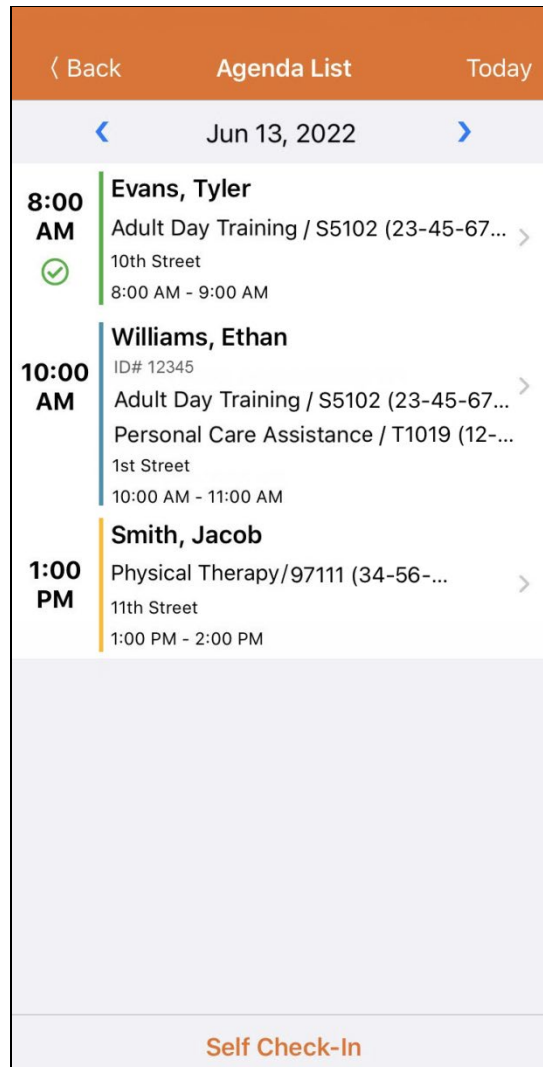 Back Agenda List Today
Jun 13, 2022
8:00 AM
Evans, Tyler
Adult Day Training / S5102 (23-45-67...
10th Street
8:00 AM - 9:00 AM
10:00 AM
Williams, Ethan
ID# 12345
Adult Day Training / S5102 (23-45-67...
Personal Care Assistance / T1019 (12-...
1st Street
10:00 AM - 11:00 AM
1:00 PM
Smith, Jacob
Physical Therapy/97111 (34-56-...
11th Street
1:00 PM - 2:00 PM
Self Check-In